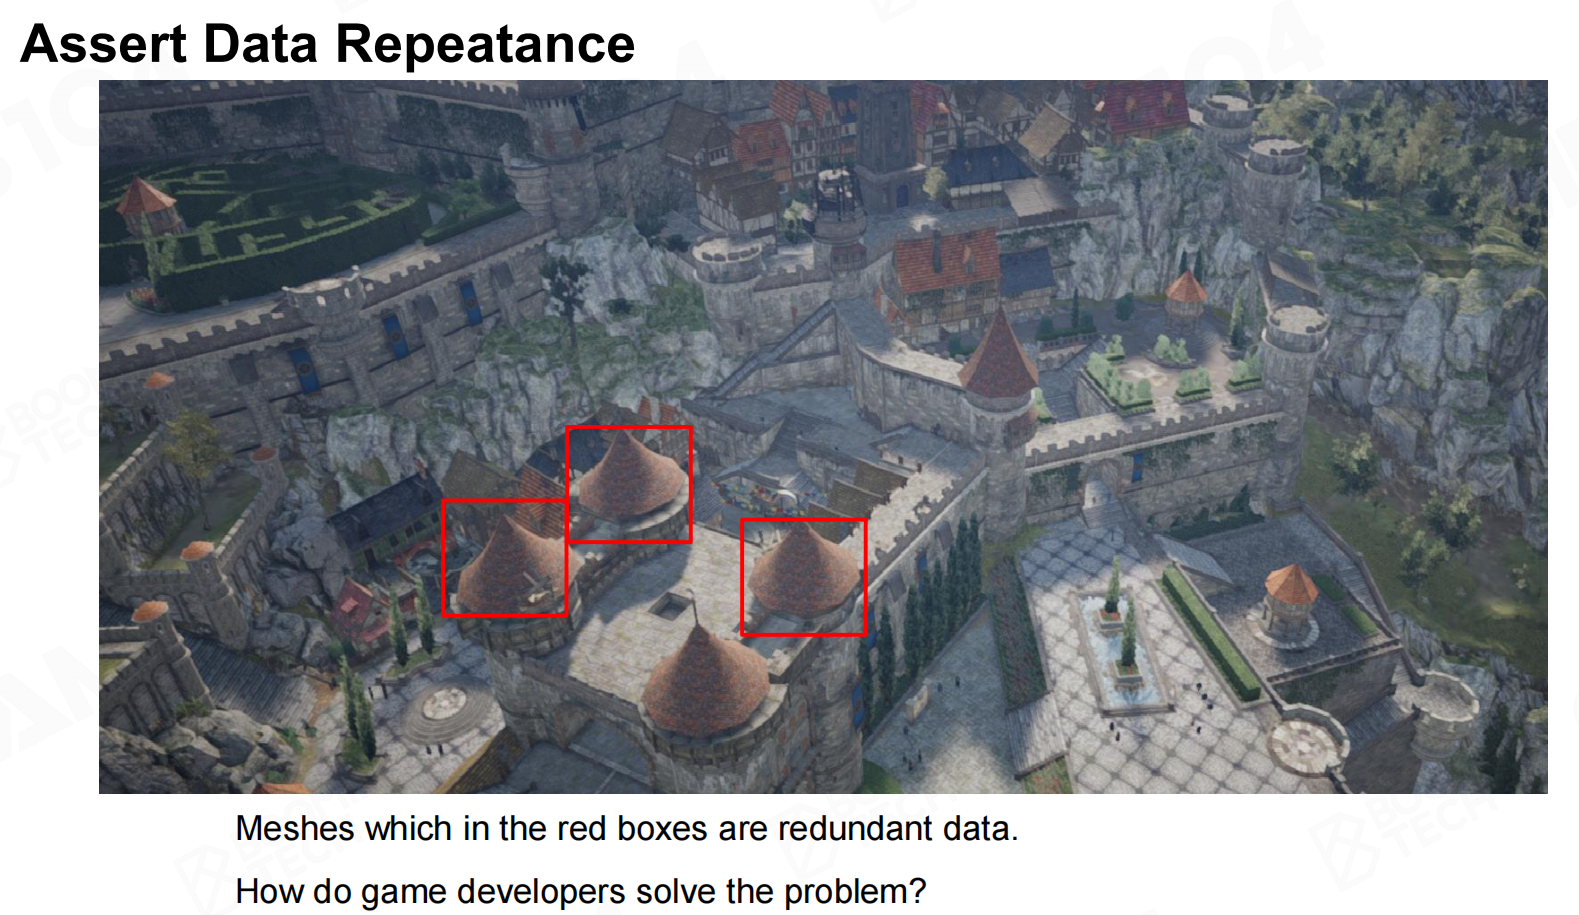 Assert Data Repeatance
Meshes which in the red boxes are redundant data.
How do game developers solve the problem?